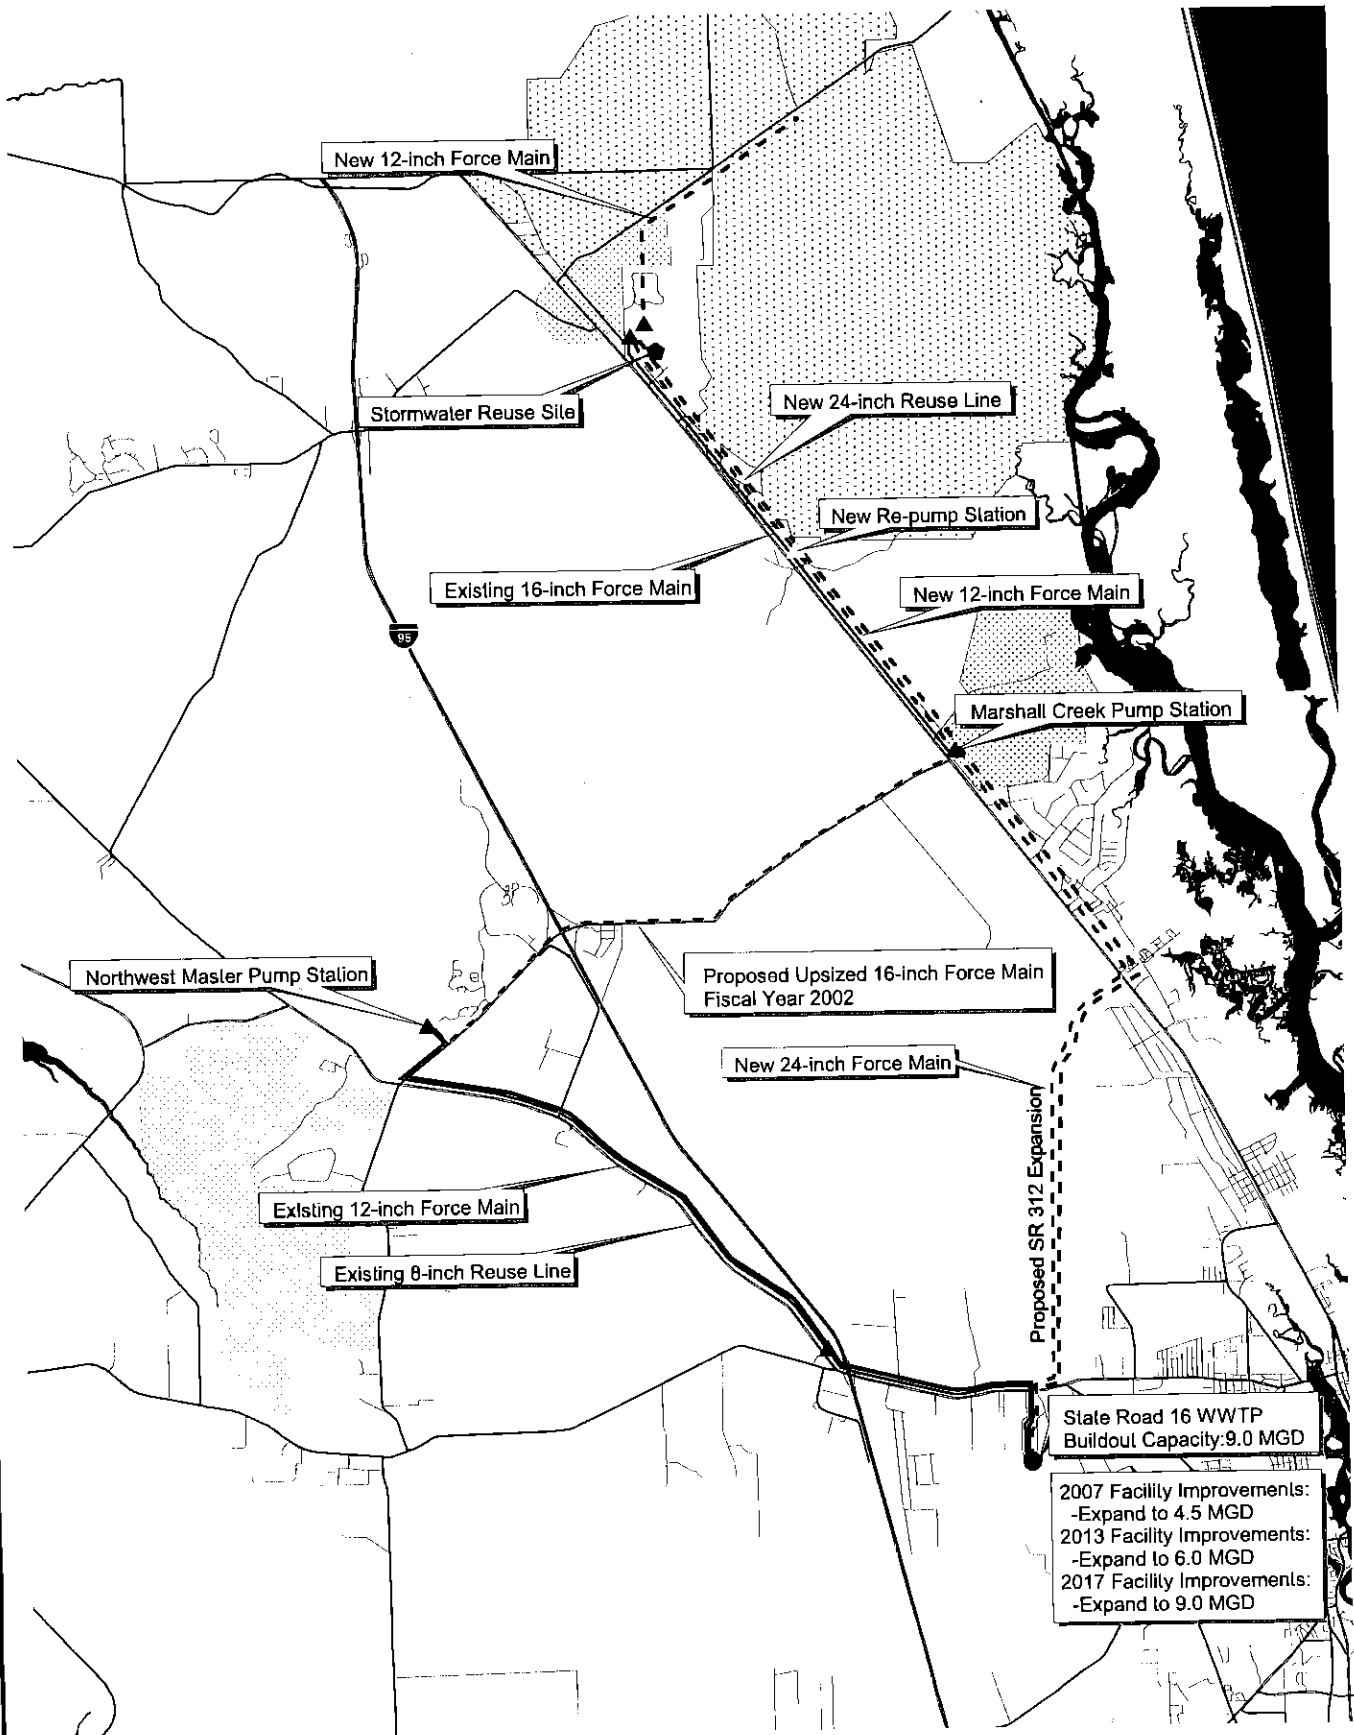 New 12-inch Force Main
Stormwater Reuse Site
New 24-inch Reuse Line
New Re-pump Station
Existing 16-inch Force Main
New 12-inch Force Main
95
Marshall Creek Pump Station
Northwest Master Pump Station
Proposed Upsized 16-inch Force Main
Fiscal Year 2002
New 24-inch Force Main
Proposed SR 312 Expansion
Existing 12-inch Force Main
Existing 8-inch Reuse Line
State Road 16 WWTP
Buildout Capacity:9.0 MGD
2007 Facility Improvements:
-Expand to 4.5 MGD
2013 Facility Improvements:
-Expand to 6.0 MGD
2017 Facility Improvements:
-Expand to 9.0 MGD